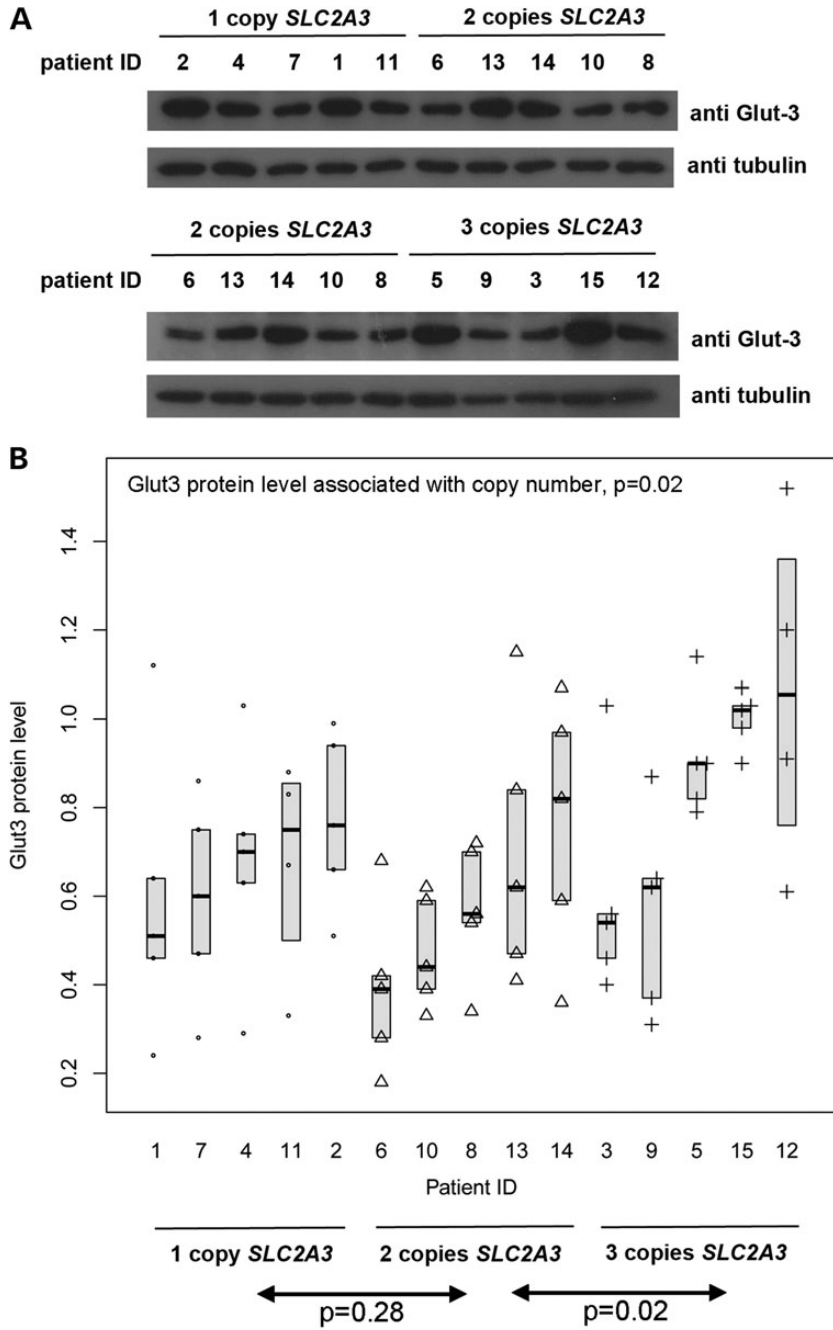 A
1 copy SLC2A3 2 copies SLC2A3
patient ID 2 4 7 1 11 6 13 14 10 8
anti Glut-3
anti tubulin
2 copies SLC2A3 3 copies SLC2A3
patient ID 6 13 14 10 8 5 9 3 15 12
anti Glut-3
anti tubulin
B
Glut3 protein level associated with copy number, p=0.02
Glut3 protein level
1.4
1.2
1.0
0.8
0.6
0.4
0.2
1 7 4 11 2 6 10 8 13 14 3 9 5 15 12
Patient ID
1 copy SLC2A3 2 copies SLC2A3 3 copies SLC2A3
p=0.28 p=0.02